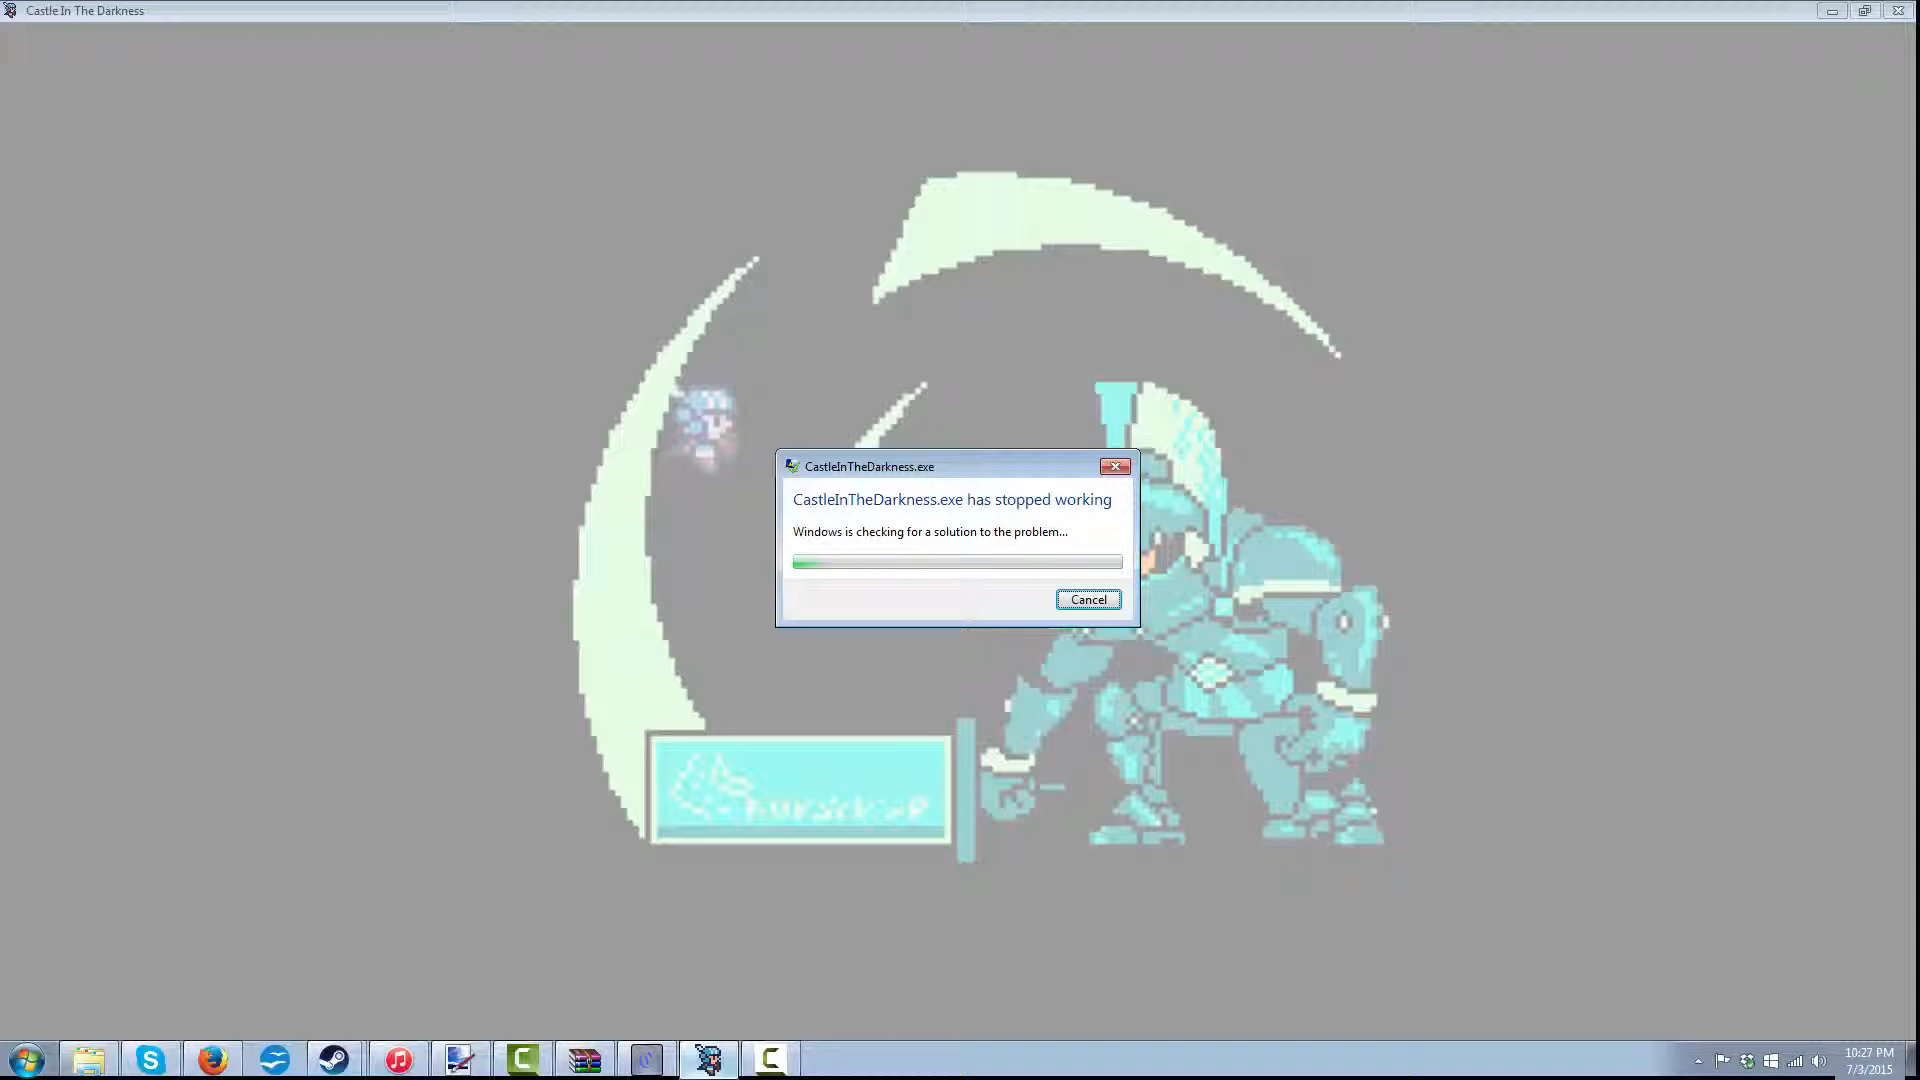 Castle In The Darkness
CastleInTheDarkness.exe
CastleInTheDarkness.exe has stopped working
Windows is checking for a solution to the problem...
Cancel
10:27 PM
7/3/2015